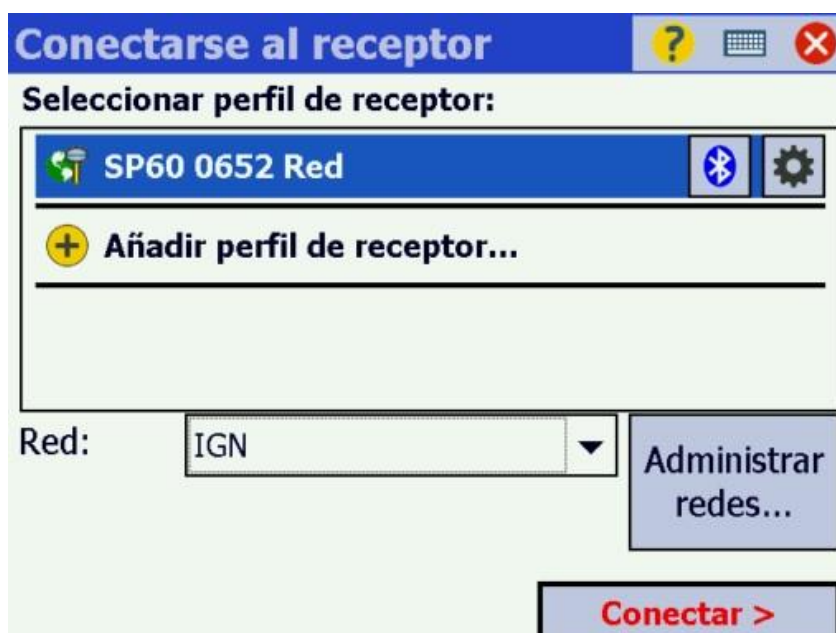 Conectarse al receptor ?
Seleccionar perfil de receptor:
SP60 0652 Red
Añadir perfil de receptor...
Red:
IGN
Administrar
redes...
Conectar >